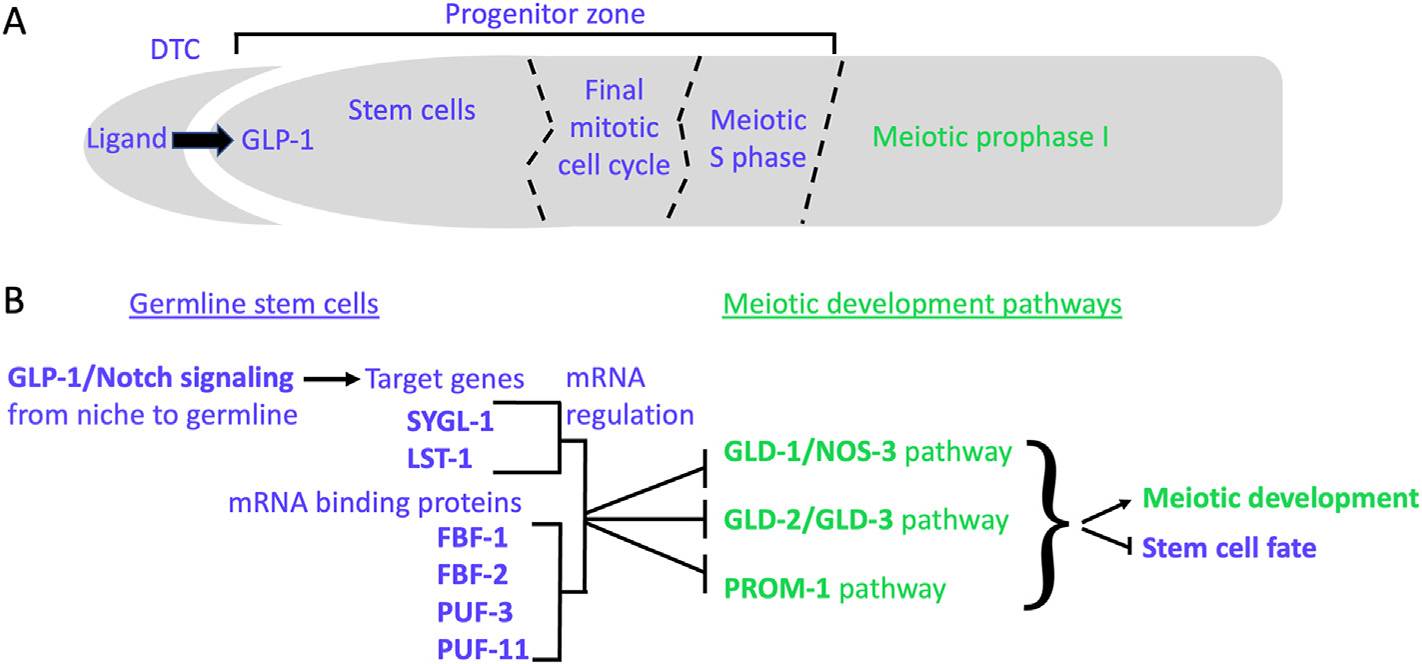 A
Progenitor zone
DTC
Ligand
GLP-1
Stem cells
Final
mitotic
cell cycle
Meiotic
S phase
Meiotic prophase I
B
Germline stem cells
Meiotic development pathways
GLP-1/Notch signaling
from niche to germline
Target genes
SYGL-1
LST-1
mRNA
regulation
mRNA binding proteins
FBF-1
FBF-2
PUF-3
PUF-11
GLD-1/NOS-3 pathway
GLD-2/GLD-3 pathway
PROM-1 pathway
Meiotic development
Stem cell fate